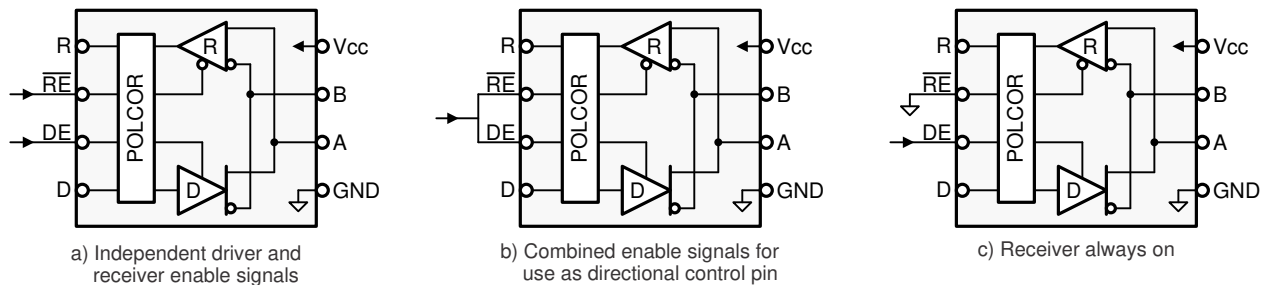 R
RE
DE
D
POLCOR
R
D
Vcc
B
A
GND
a) Independent driver and
receiver enable signals
R
RE
DE
D
POLCOR
R
D
Vcc
B
A
GND
b) Combined enable signals for
use as directional control pin
R
RE
DE
D
POLCOR
R
D
Vcc
B
A
GND
c) Receiver always on